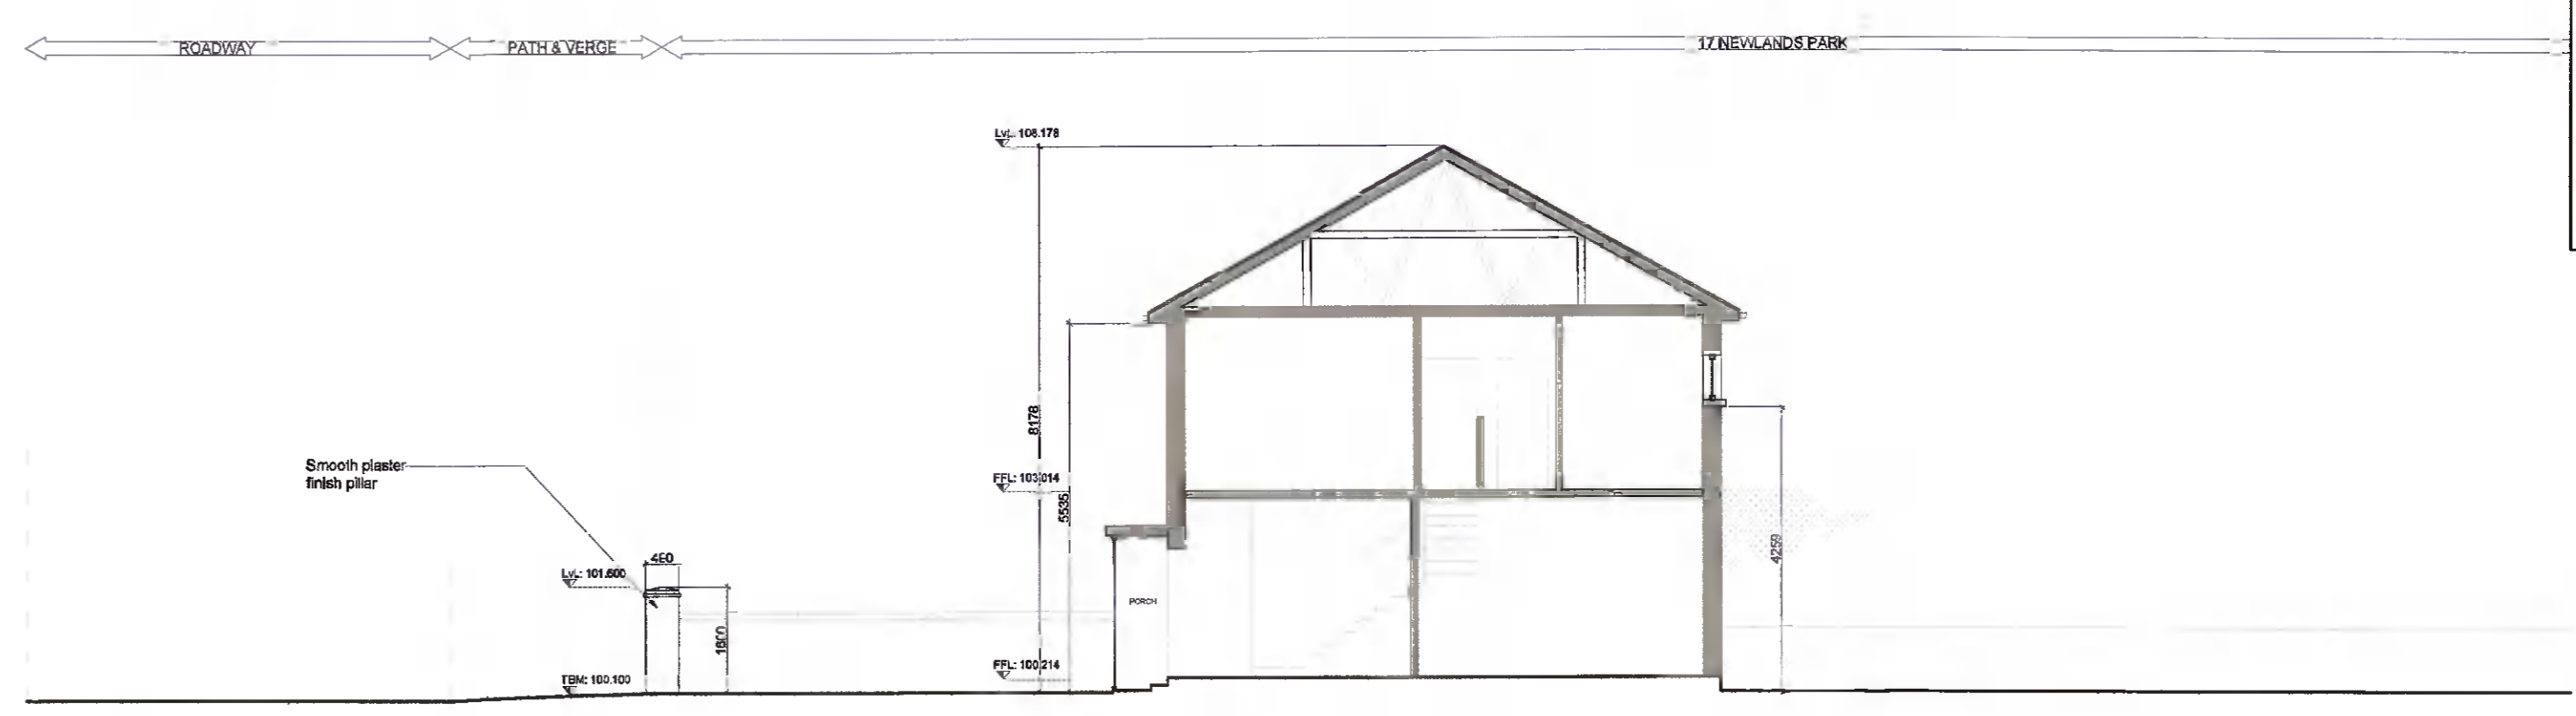 ROADWAY
PATH & VERGE
17 NEWLANDS PARK
LvL: 108.178
8178
FFL: 103.014
5535
Smooth plaster
finish pillar
480
LvL: 101.600
1600
4259
PORCH
FFL: 100.214
TBM: 100.100